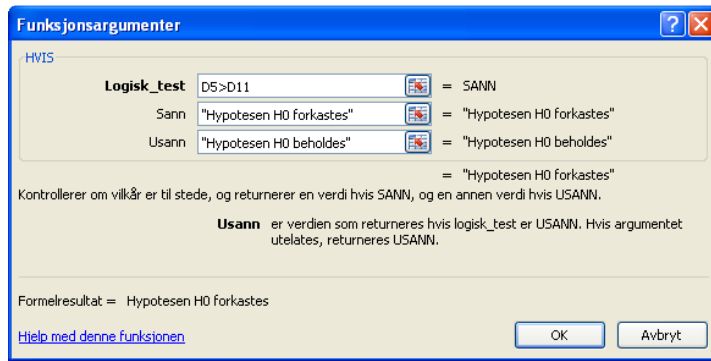 Funksjonsargumenter
HVIS
Logisk_test D5>D11 = SANN
Sann "Hypotesen H0 forkastes" = "Hypotesen H0 forkastes"
Usann "Hypotesen H0 beholdes" = "Hypotesen H0 beholdes"
= "Hypotesen H0 forkastes"
Kontrollerer om vilkår er til stede, og returnerer en verdi hvis SANN, og en annen verdi hvis USANN.
Usann er verdien som returneres hvis logisk_test er USANN. Hvis argumentet
utelates, returneres USANN.
Formelresultat = Hypotesen H0 forkastes
Hjelp med denne funksjonen OK Avbryt